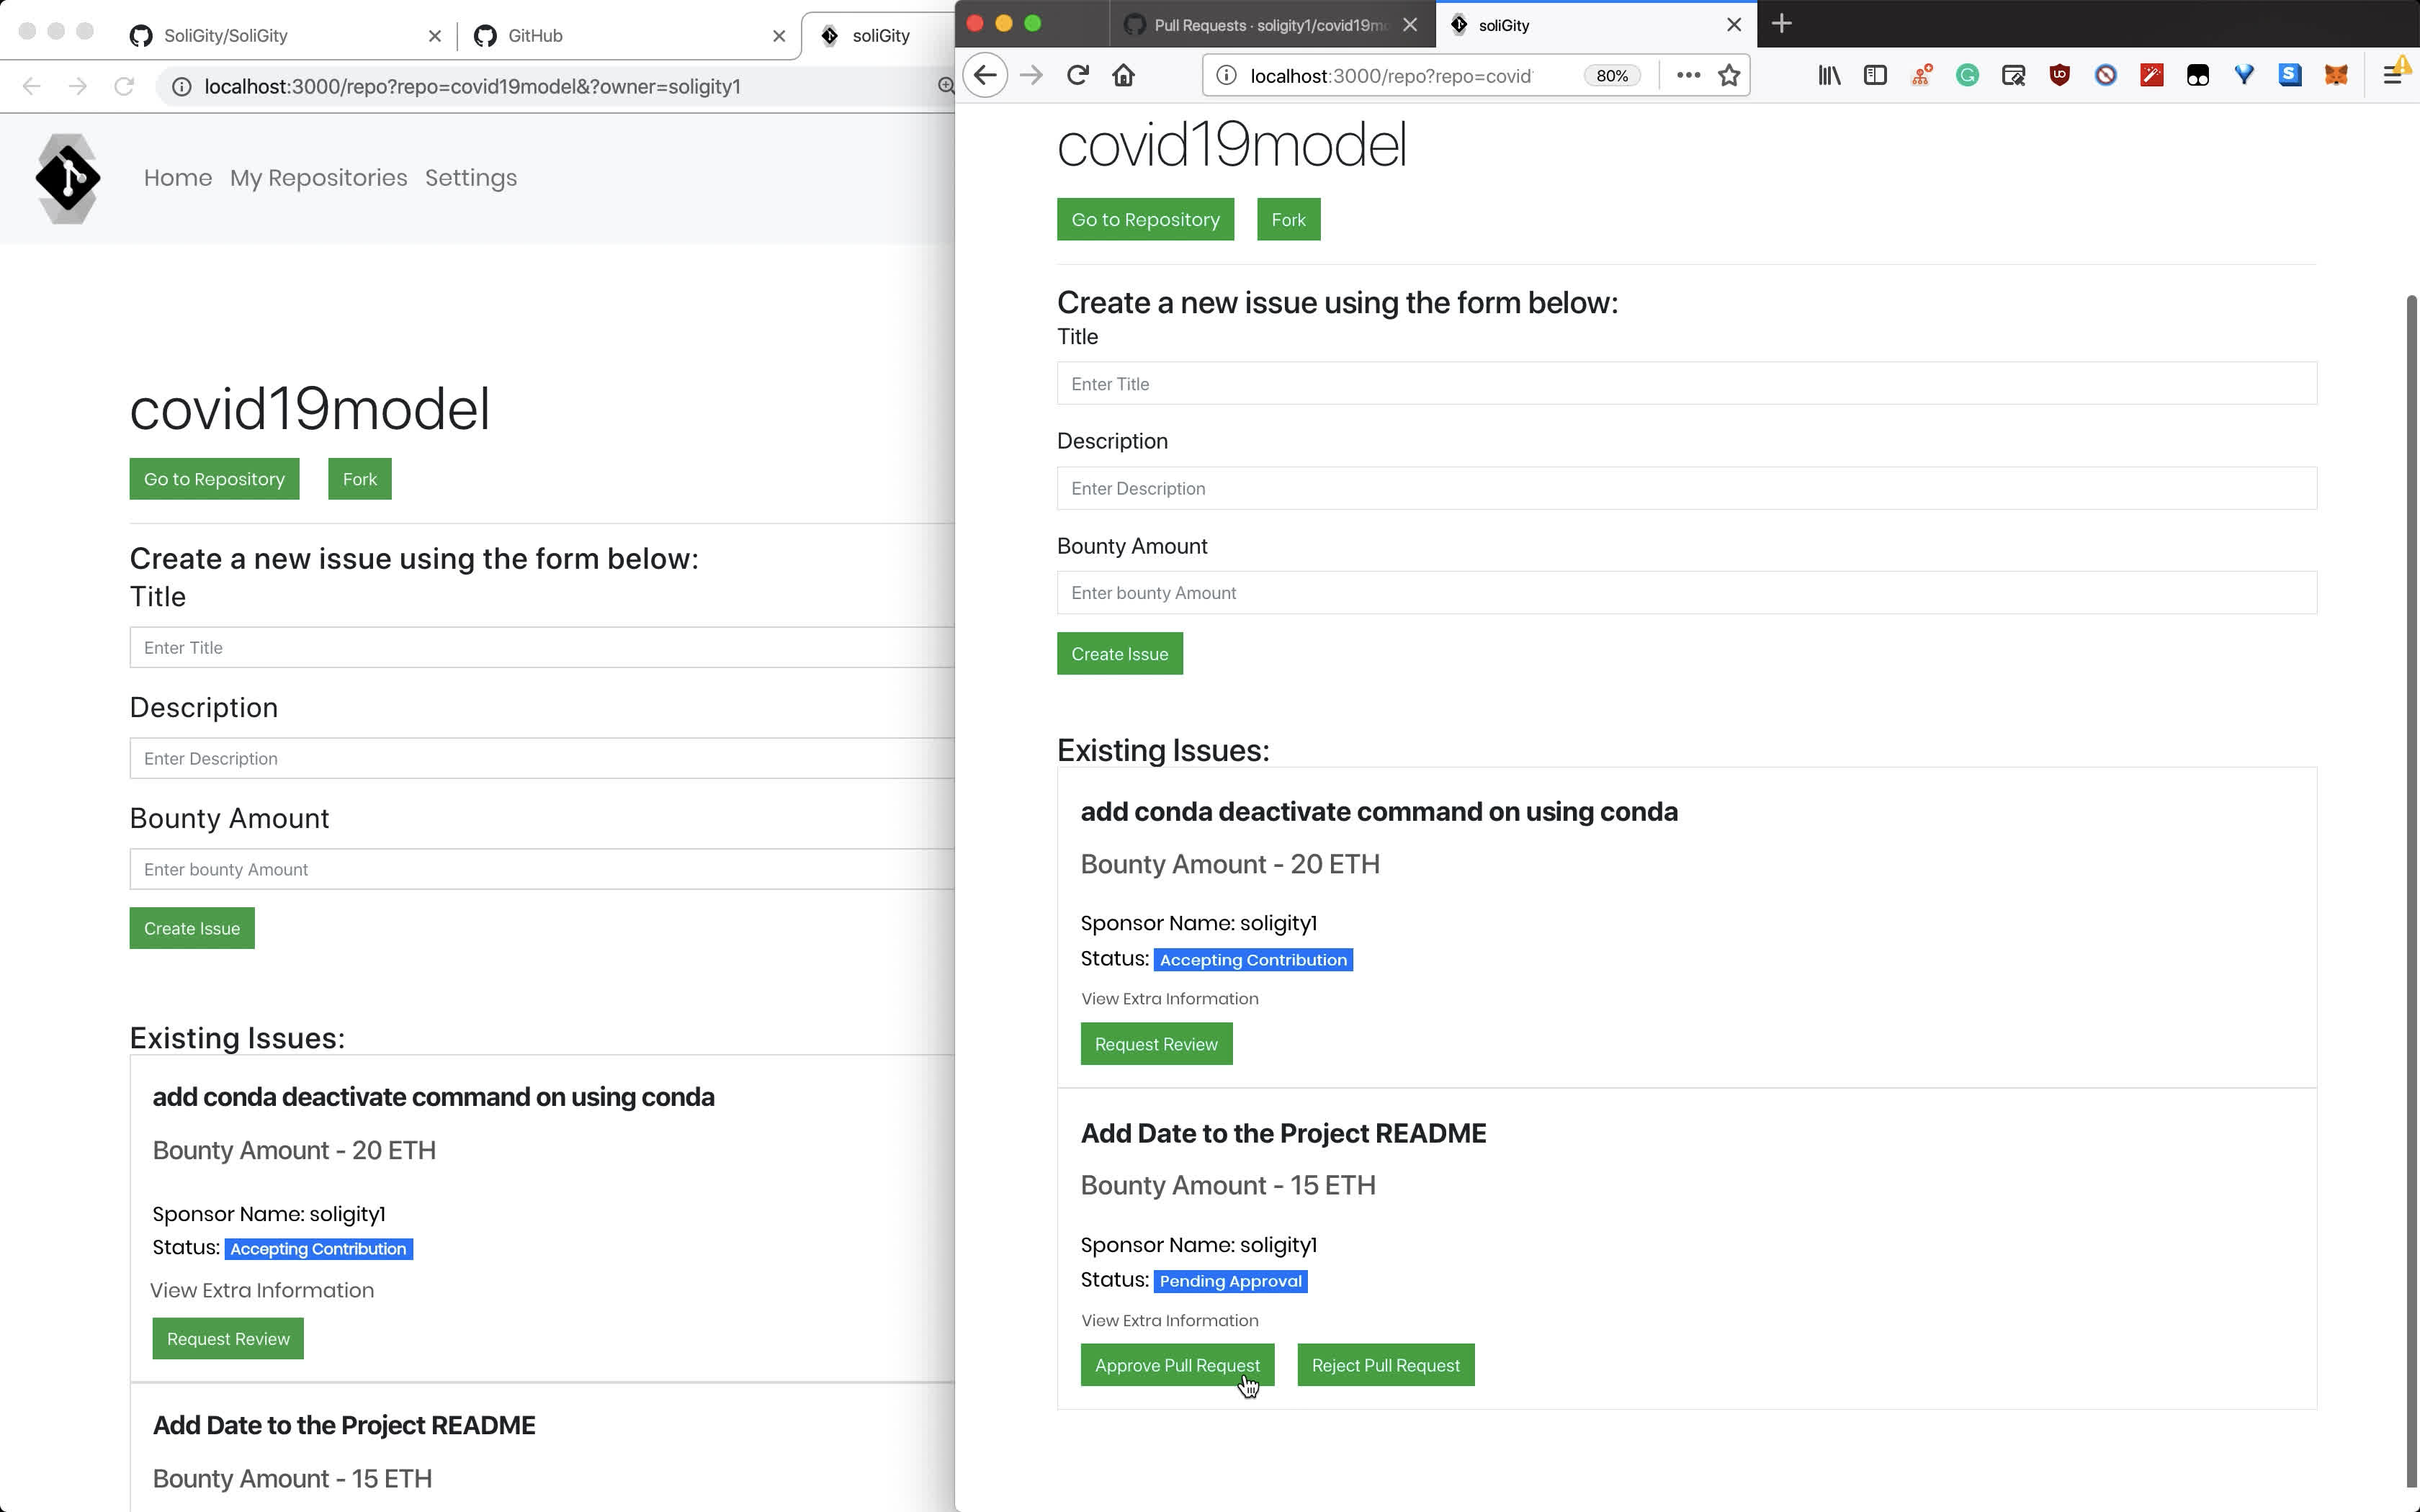 SoliGity/SoliGity
GitHub
soliGity
localhost:3000/repo?repo=covid19model&?owner=soligity1
Home My Repositories Settings
covid19model
Go to Repository Fork
Create a new issue using the form below:
Title
Enter Title
Description
Enter Description
Bounty Amount
Enter bounty Amount
Create Issue
Existing Issues:
add conda deactivate command on using conda
Bounty Amount - 20 ETH
Sponsor Name: soligity1
Status: Accepting Contribution
View Extra Information
Request Review
Add Date to the Project README
Bounty Amount - 15 ETH
Pull Requests · soligity1/covid19m
soliGity
localhost:3000/repo?repo=covid
80%
covid19model
Go to Repository Fork
Create a new issue using the form below:
Title
Enter Title
Description
Enter Description
Bounty Amount
Enter bounty Amount
Create Issue
Existing Issues:
add conda deactivate command on using conda
Bounty Amount - 20 ETH
Sponsor Name: soligity1
Status: Accepting Contribution
View Extra Information
Request Review
Add Date to the Project README
Bounty Amount - 15 ETH
Sponsor Name: soligity1
Status: Pending Approval
View Extra Information
Approve Pull Request Reject Pull Request